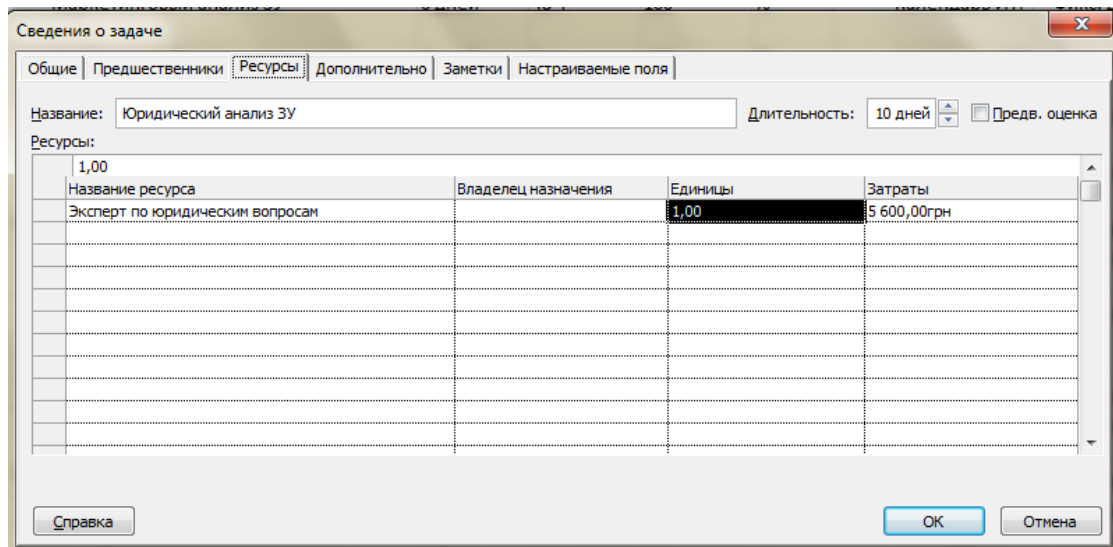 Сведения о задаче
Общие Предшественники Ресурсы Дополнительно Заметки Настраиваемые поля
Название: Юридический анализ ЗУ Длительность: 10 дней Предв. оценка
Ресурсы:
1,00
Название ресурса Владелец назначения Единицы Затраты
Эксперт по юридическим вопросам 1,00 5 600,00грн
Справка ОК Отмена